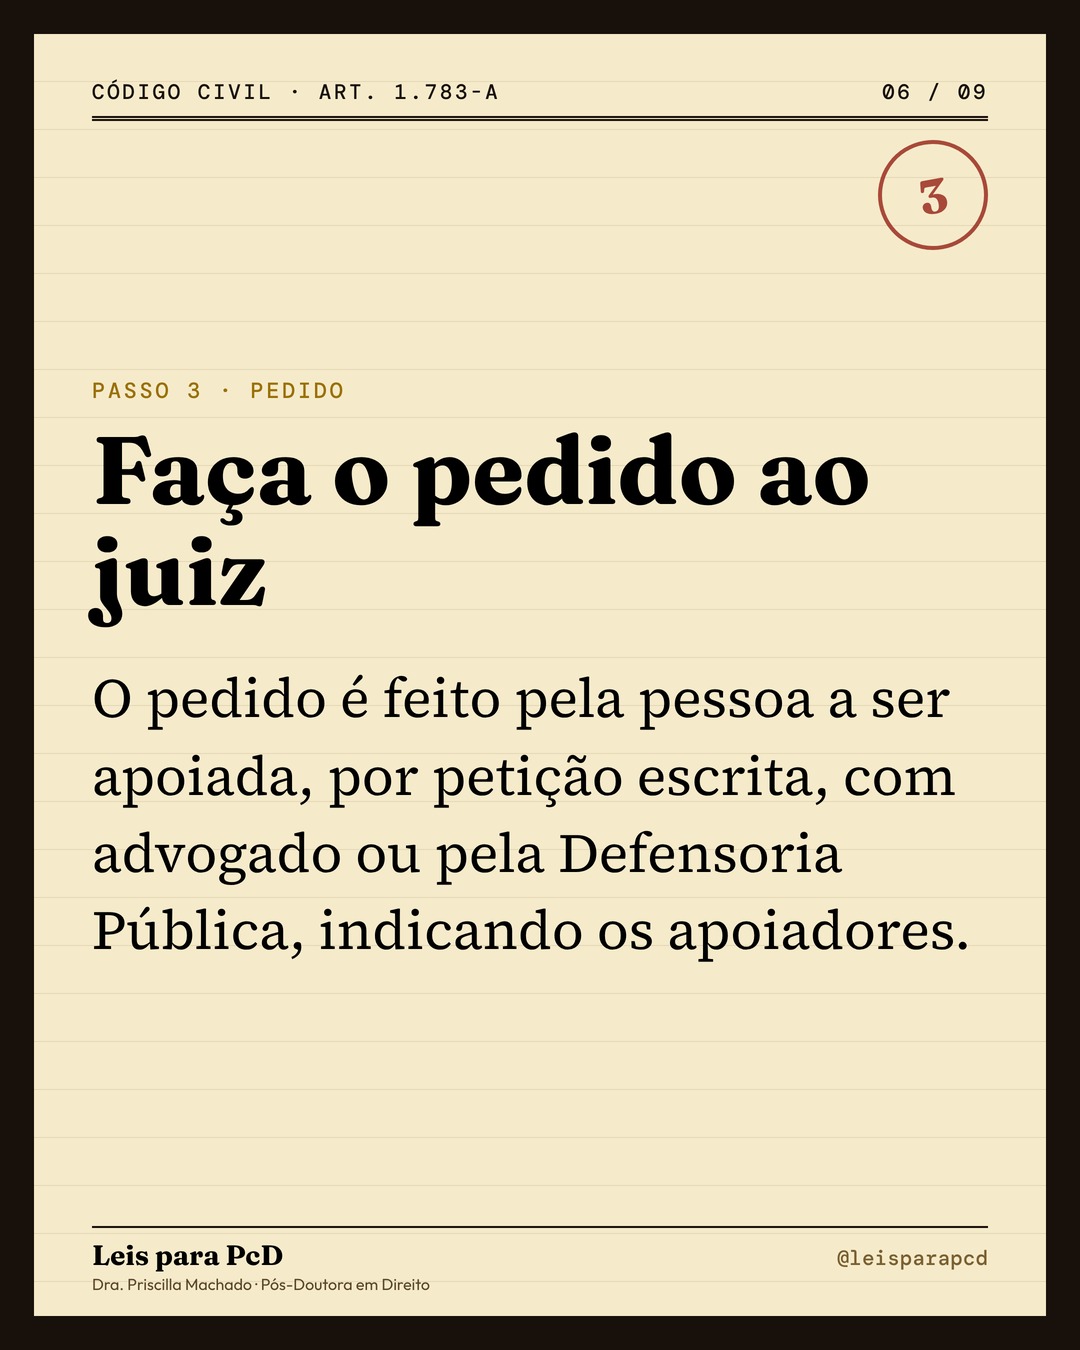 CÓDIGO CIVIL · ART. 1.783-A
06 / 09
3
PASSO 3 · PEDIDO
Faça o pedido ao
juiz
O pedido é feito pela pessoa a ser
apoiada, por petição escrita, com
advogado ou pela Defensoria
Pública, indicando os apoiadores.
Leis para PcD
@leisparapcd
Dra. Priscilla Machado · Pós-Doutora em Direito